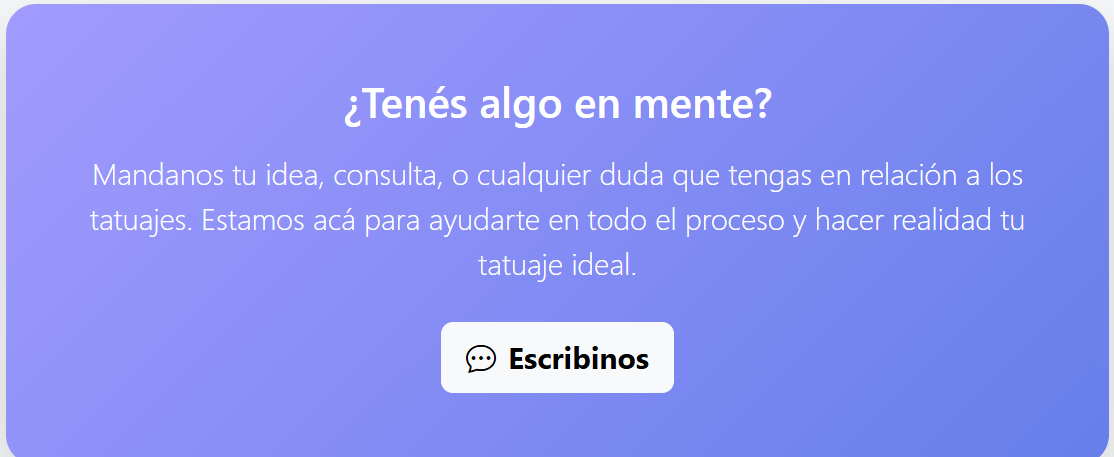 ¿Tenés algo en mente?
Mandanos tu idea, consulta, o cualquier duda que tengas en relación a los
tatuajes. Estamos acá para ayudarte en todo el proceso y hacer realidad tu
tatuaje ideal.
Escribinos